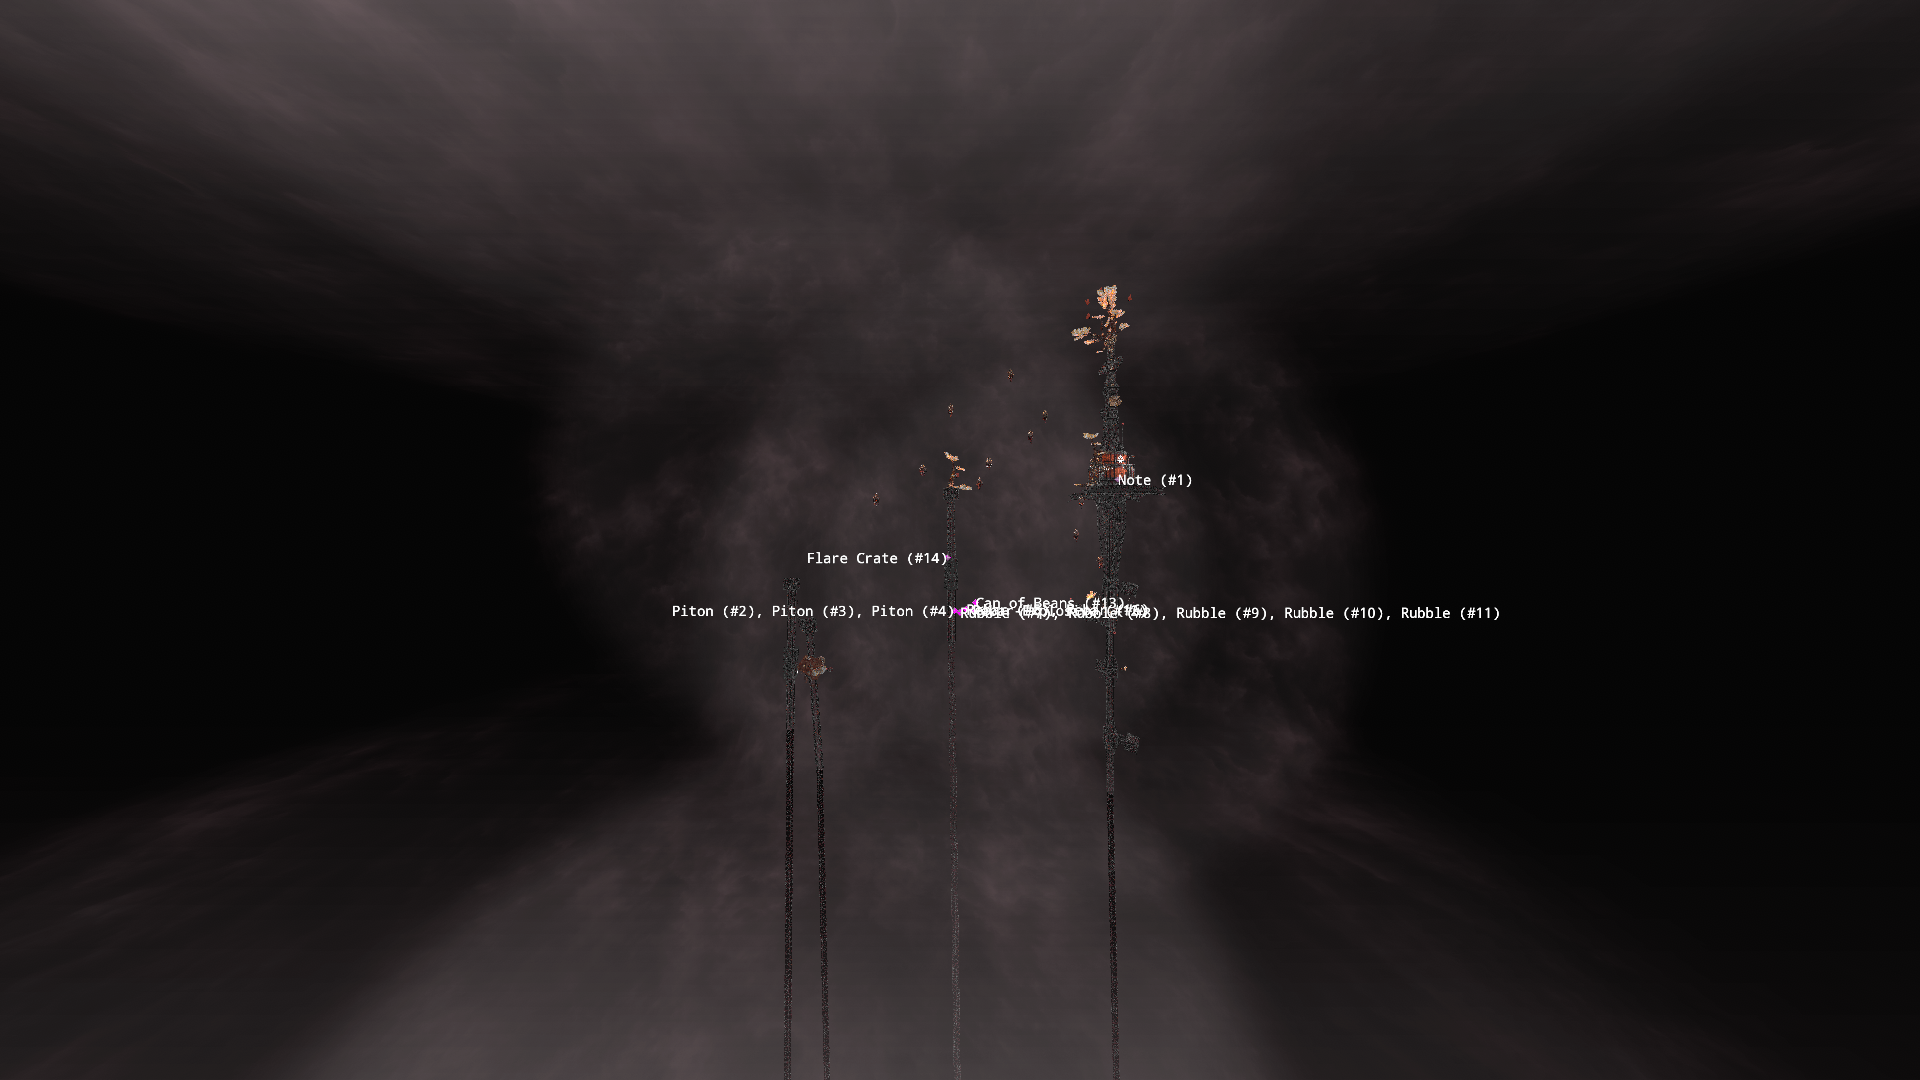 Note (#1)
Flare Crate (#14)
Can of Beans (#13)
Piton (#2), Piton (#3), Piton (#4)
Rubble (#9), Rubble (#10), Rubble (#11)